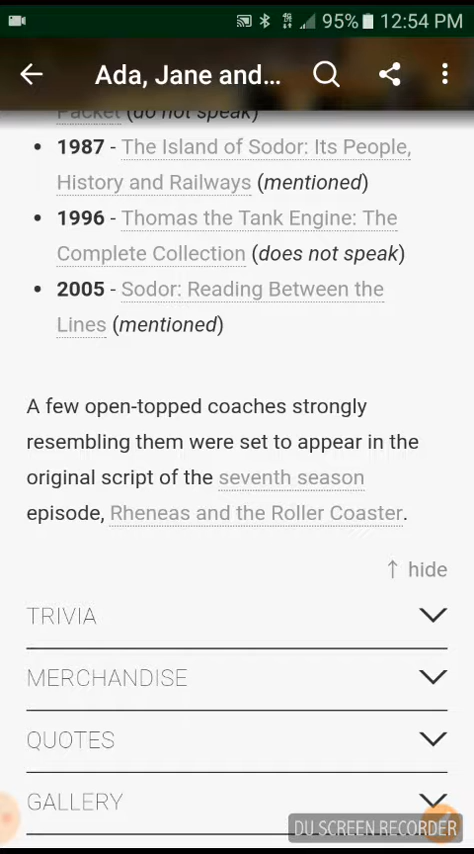 95% 12:54 PM
Ada, Jane and...
Packet (do not speak)
1987 - The Island of Sodor: Its People,
History and Railways (mentioned)
1996 - Thomas the Tank Engine: The
Complete Collection (does not speak)
2005 - Sodor: Reading Between the
Lines (mentioned)
A few open-topped coaches strongly
resembling them were set to appear in the
original script of the seventh season
episode, Rheneas and the Roller Coaster.
↑ hide
TRIVIA
MERCHANDISE
QUOTES
GALLERY
DU SCREEN RECORDER